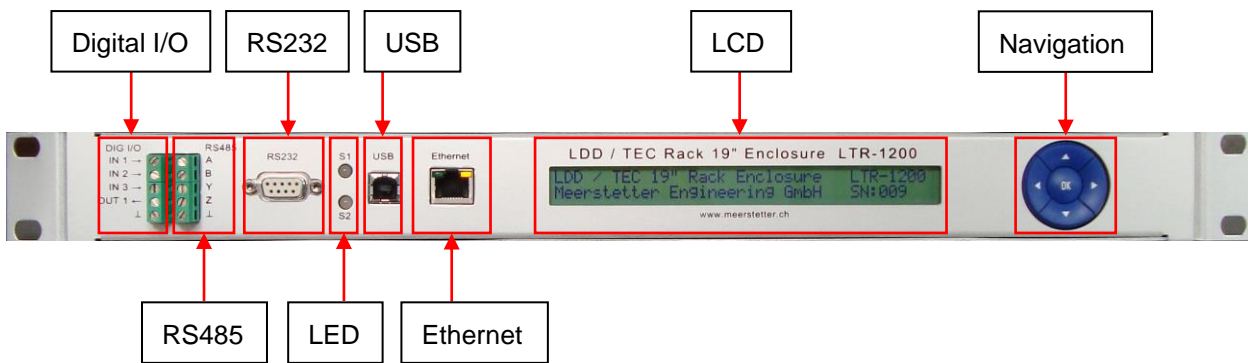 Digital I/O
RS232
USB
LCD
Navigation
DIG I/O
IN 1 →
IN 2 →
IN 3 →
OUT 1 ←
⊥
RS485
A
B
Y
Z
⊥
RS232
S1
S2
USB
Ethernet
LDD / TEC Rack 19" Enclosure LTR-1200
LDD / TEC 19" Rack Enclosure LTR-1200
Meerstetter Engineering GmbH SN:009
www.meerstetter.ch
OK
RS485
LED
Ethernet